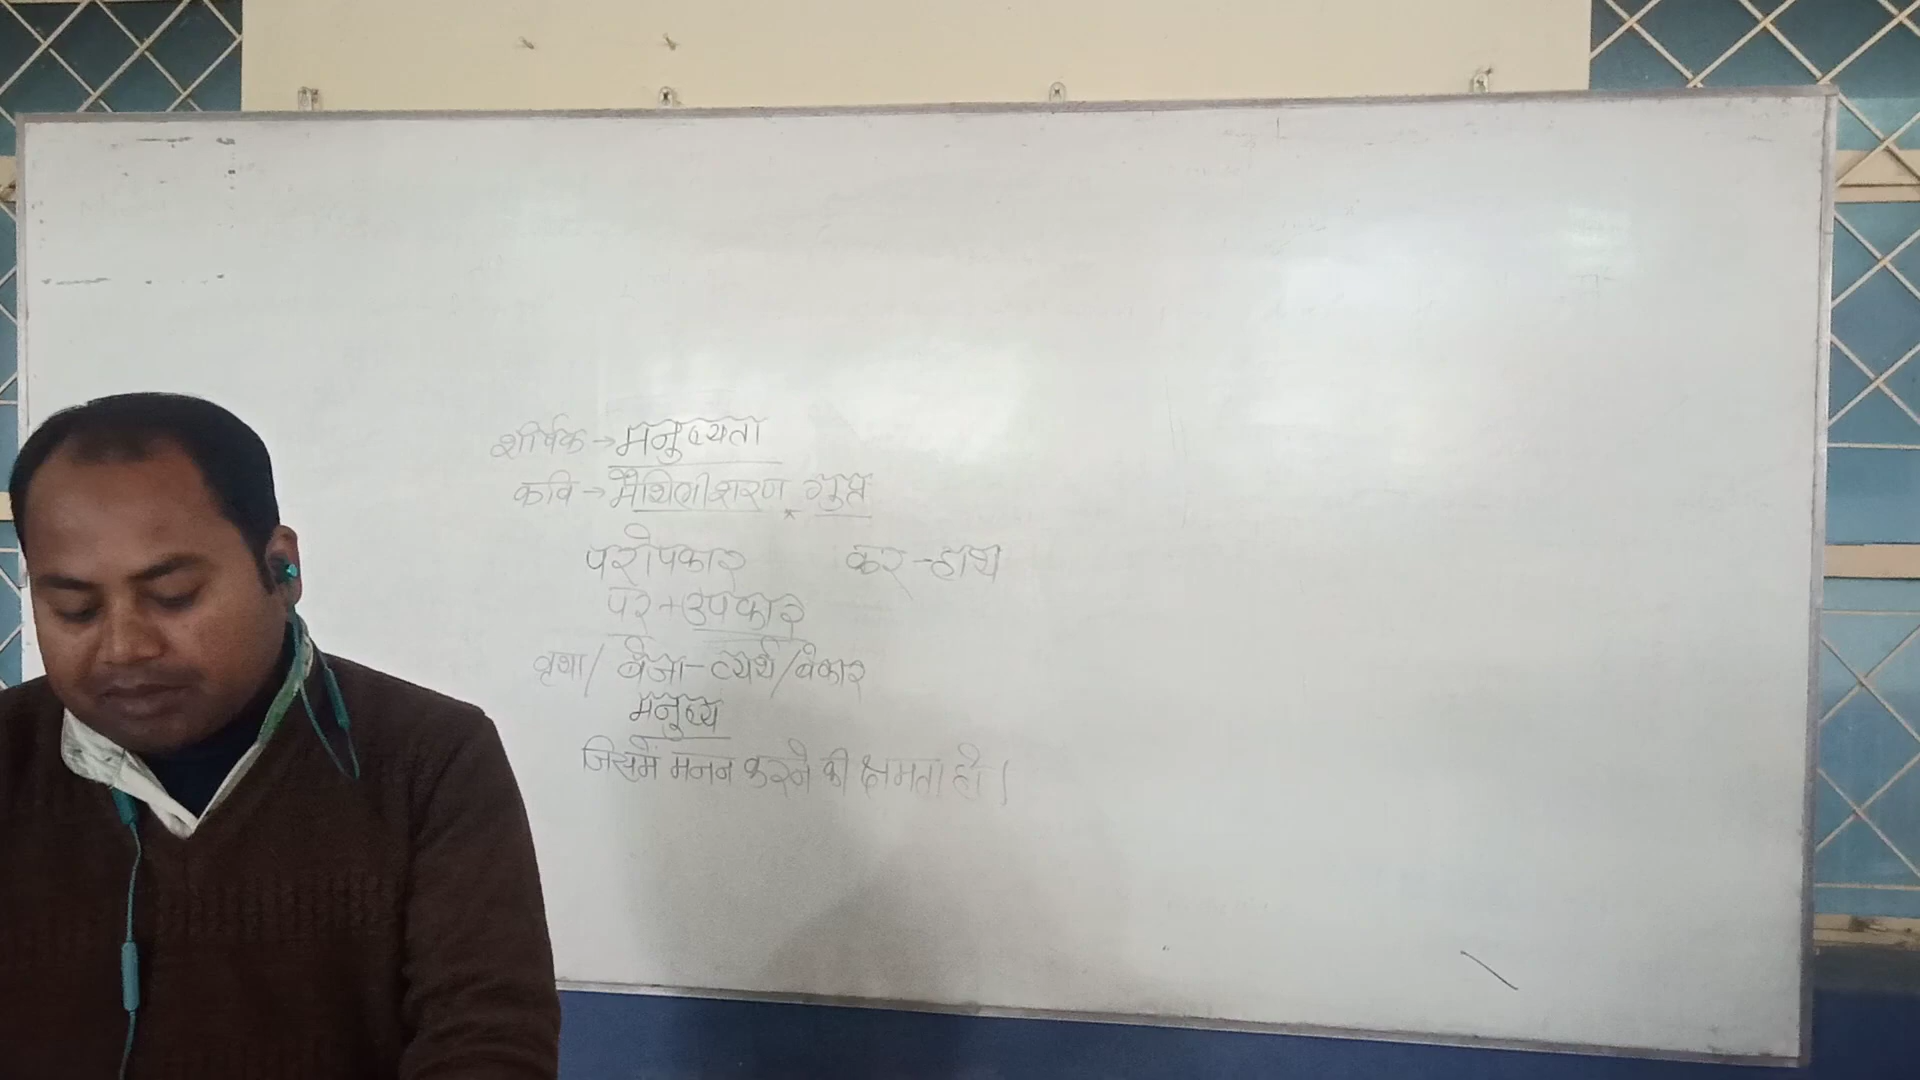 शीर्षक → मनुष्यता
कवि → मैथिलीशरण गुप्त
परोपकार कर - हाथ
पर + उपकार
वृथा / बेजा - व्यर्थ / बेकार
मनुष्य
जिसमें मनन करने की क्षमता हो।